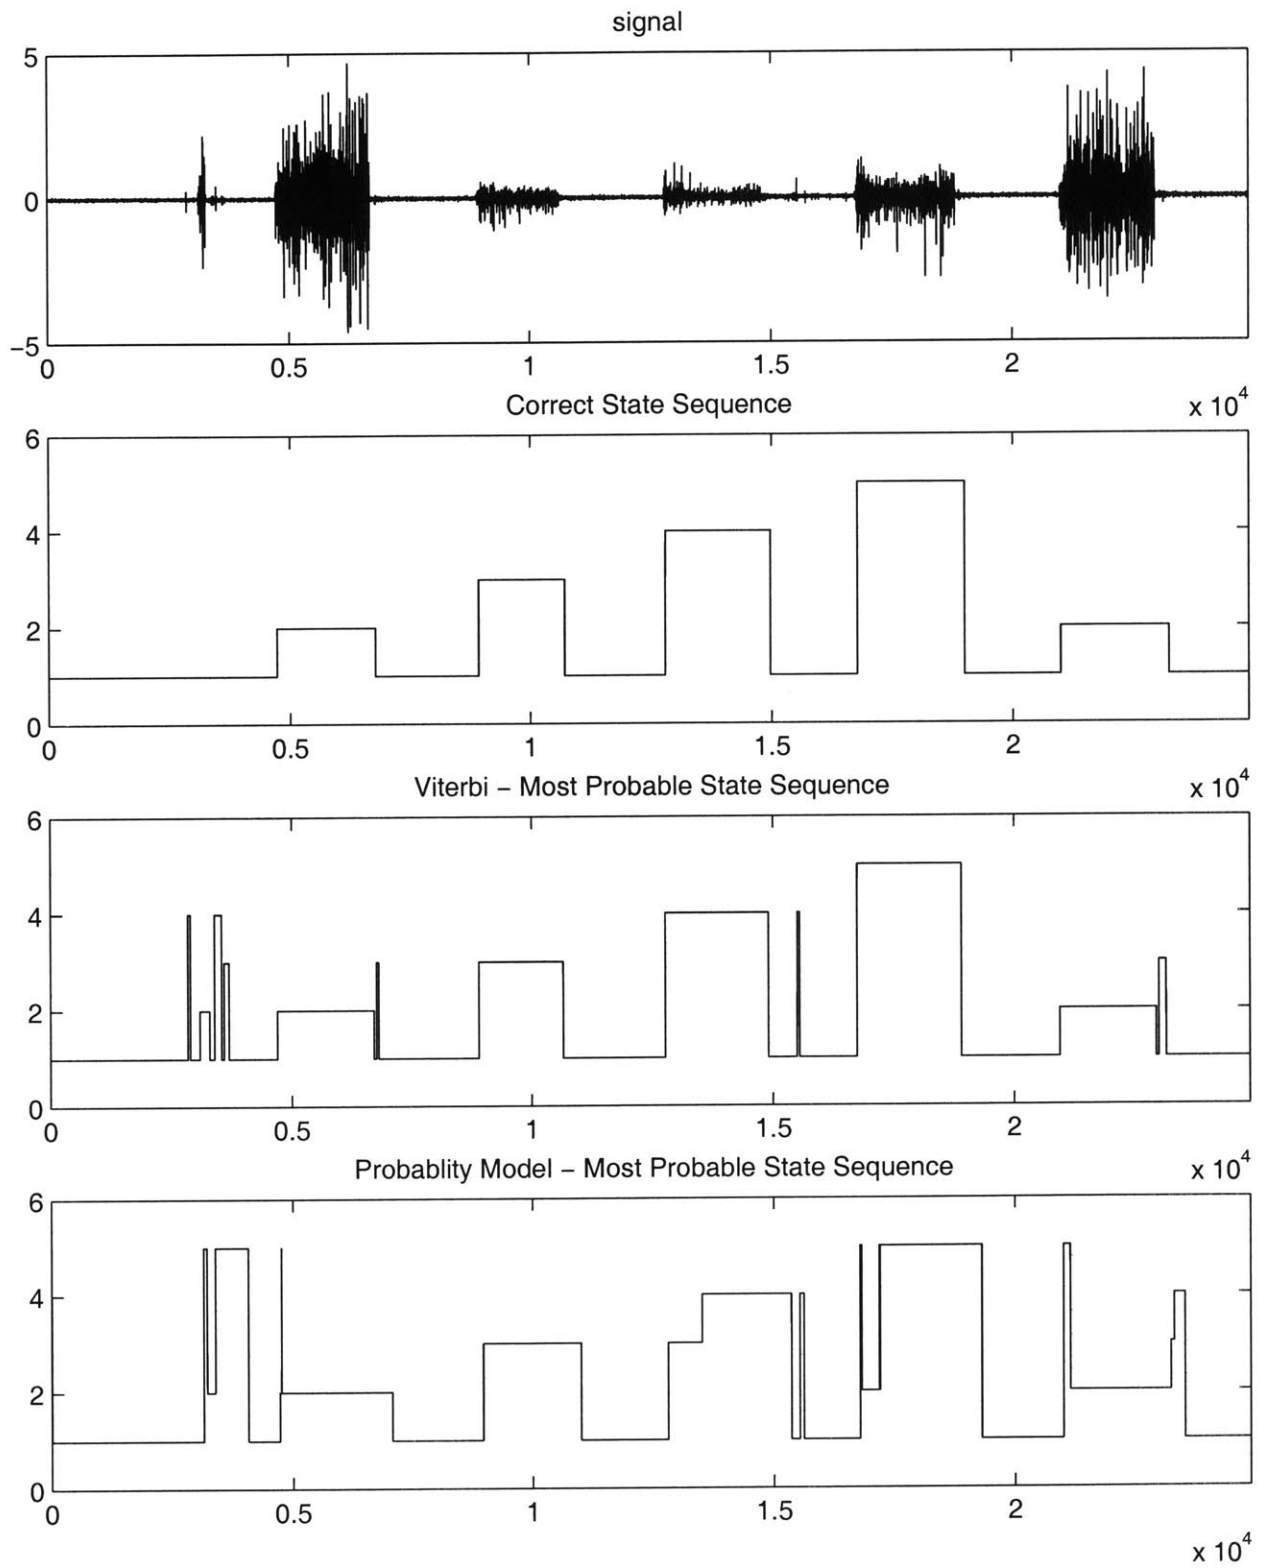 signal
5
0
−5
0 0.5 1 1.5 2
x 10^4
Correct State Sequence
6
4
2
0
0 0.5 1 1.5 2
x 10^4
Viterbi − Most Probable State Sequence
6
4
2
0
0 0.5 1 1.5 2
x 10^4
Probablity Model − Most Probable State Sequence
6
4
2
0
0 0.5 1 1.5 2
x 10^4